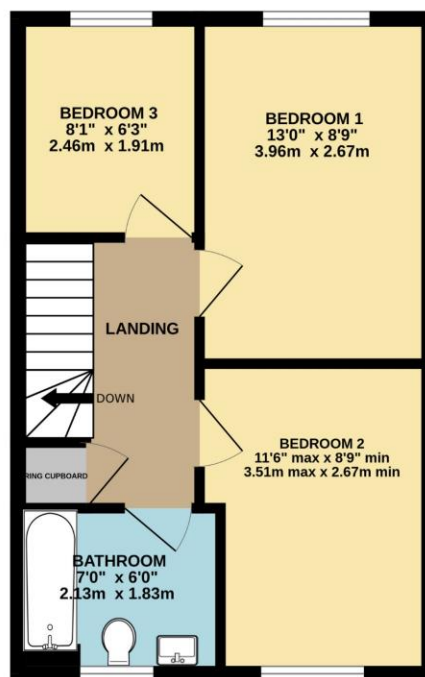 BEDROOM 3
8'1" x 6'3"
2.46m x 1.91m
BEDROOM 1
13'0" x 8'9"
3.96m x 2.67m
LANDING
DOWN
BEDROOM 2
11'6" max x 8'9" min
3.51m max x 2.67m min
RING CUPBOARD
BATHROOM
7'0" x 6'0"
2.13m x 1.83m